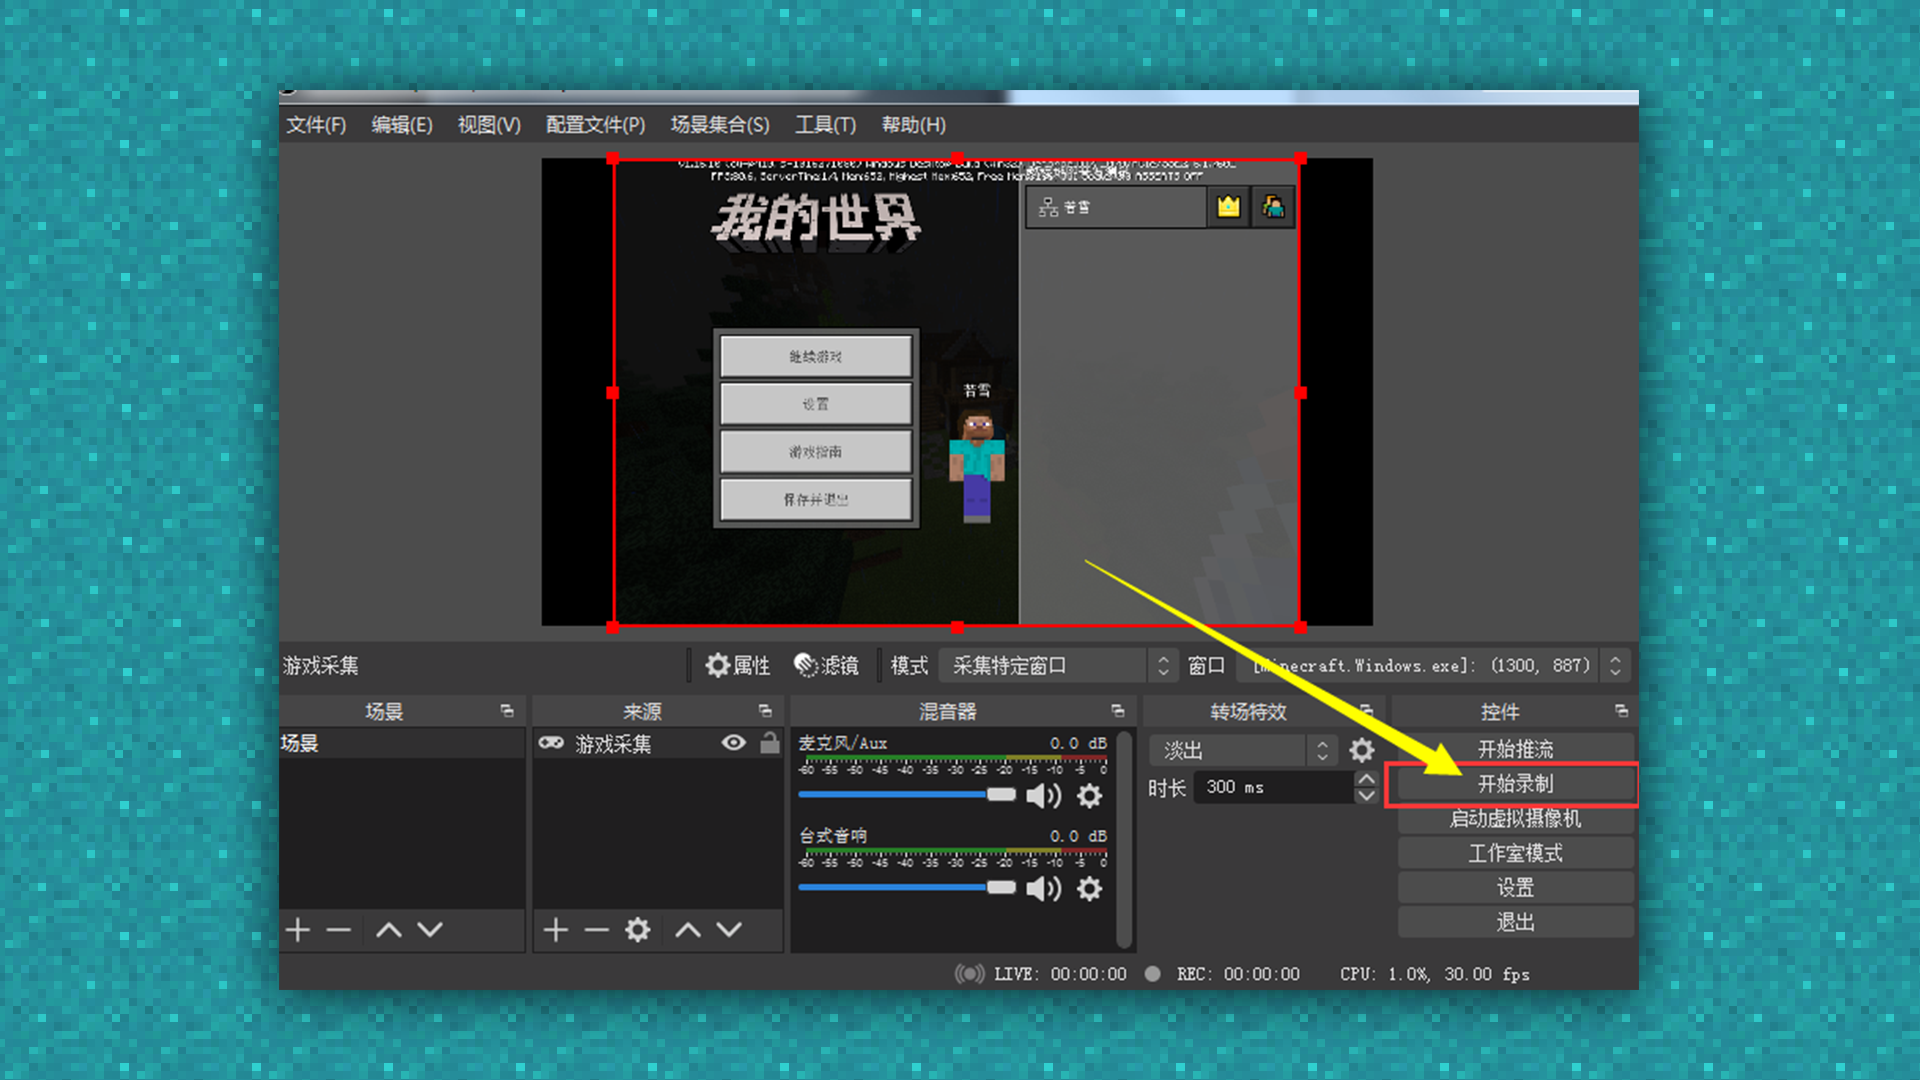 文件(F) 编辑(E) 视图(V) 配置文件(P) 场景集合(S) 工具(T) 帮助(H)
我的世界
若雪
继续游戏
设置
游戏指南
保存并退出
若雪
游戏采集 属性 滤镜 模式 采集特定窗口 窗口 [Minecraft.Windows.exe]: (1300, 887)
场景 来源 混音器 转场特效 控件
场景
游戏采集
麦克风/Aux 0.0 dB
-60 -55 -50 -45 -40 -35 -30 -25 -20 -15 -10 -5 0
台式音响 0.0 dB
-60 -55 -50 -45 -40 -35 -30 -25 -20 -15 -10 -5 0
淡出
时长 300 ms
开始推流
开始录制
启动虚拟摄像机
工作室模式
设置
退出
LIVE: 00:00:00 REC: 00:00:00 CPU: 1.0%, 30.00 fps